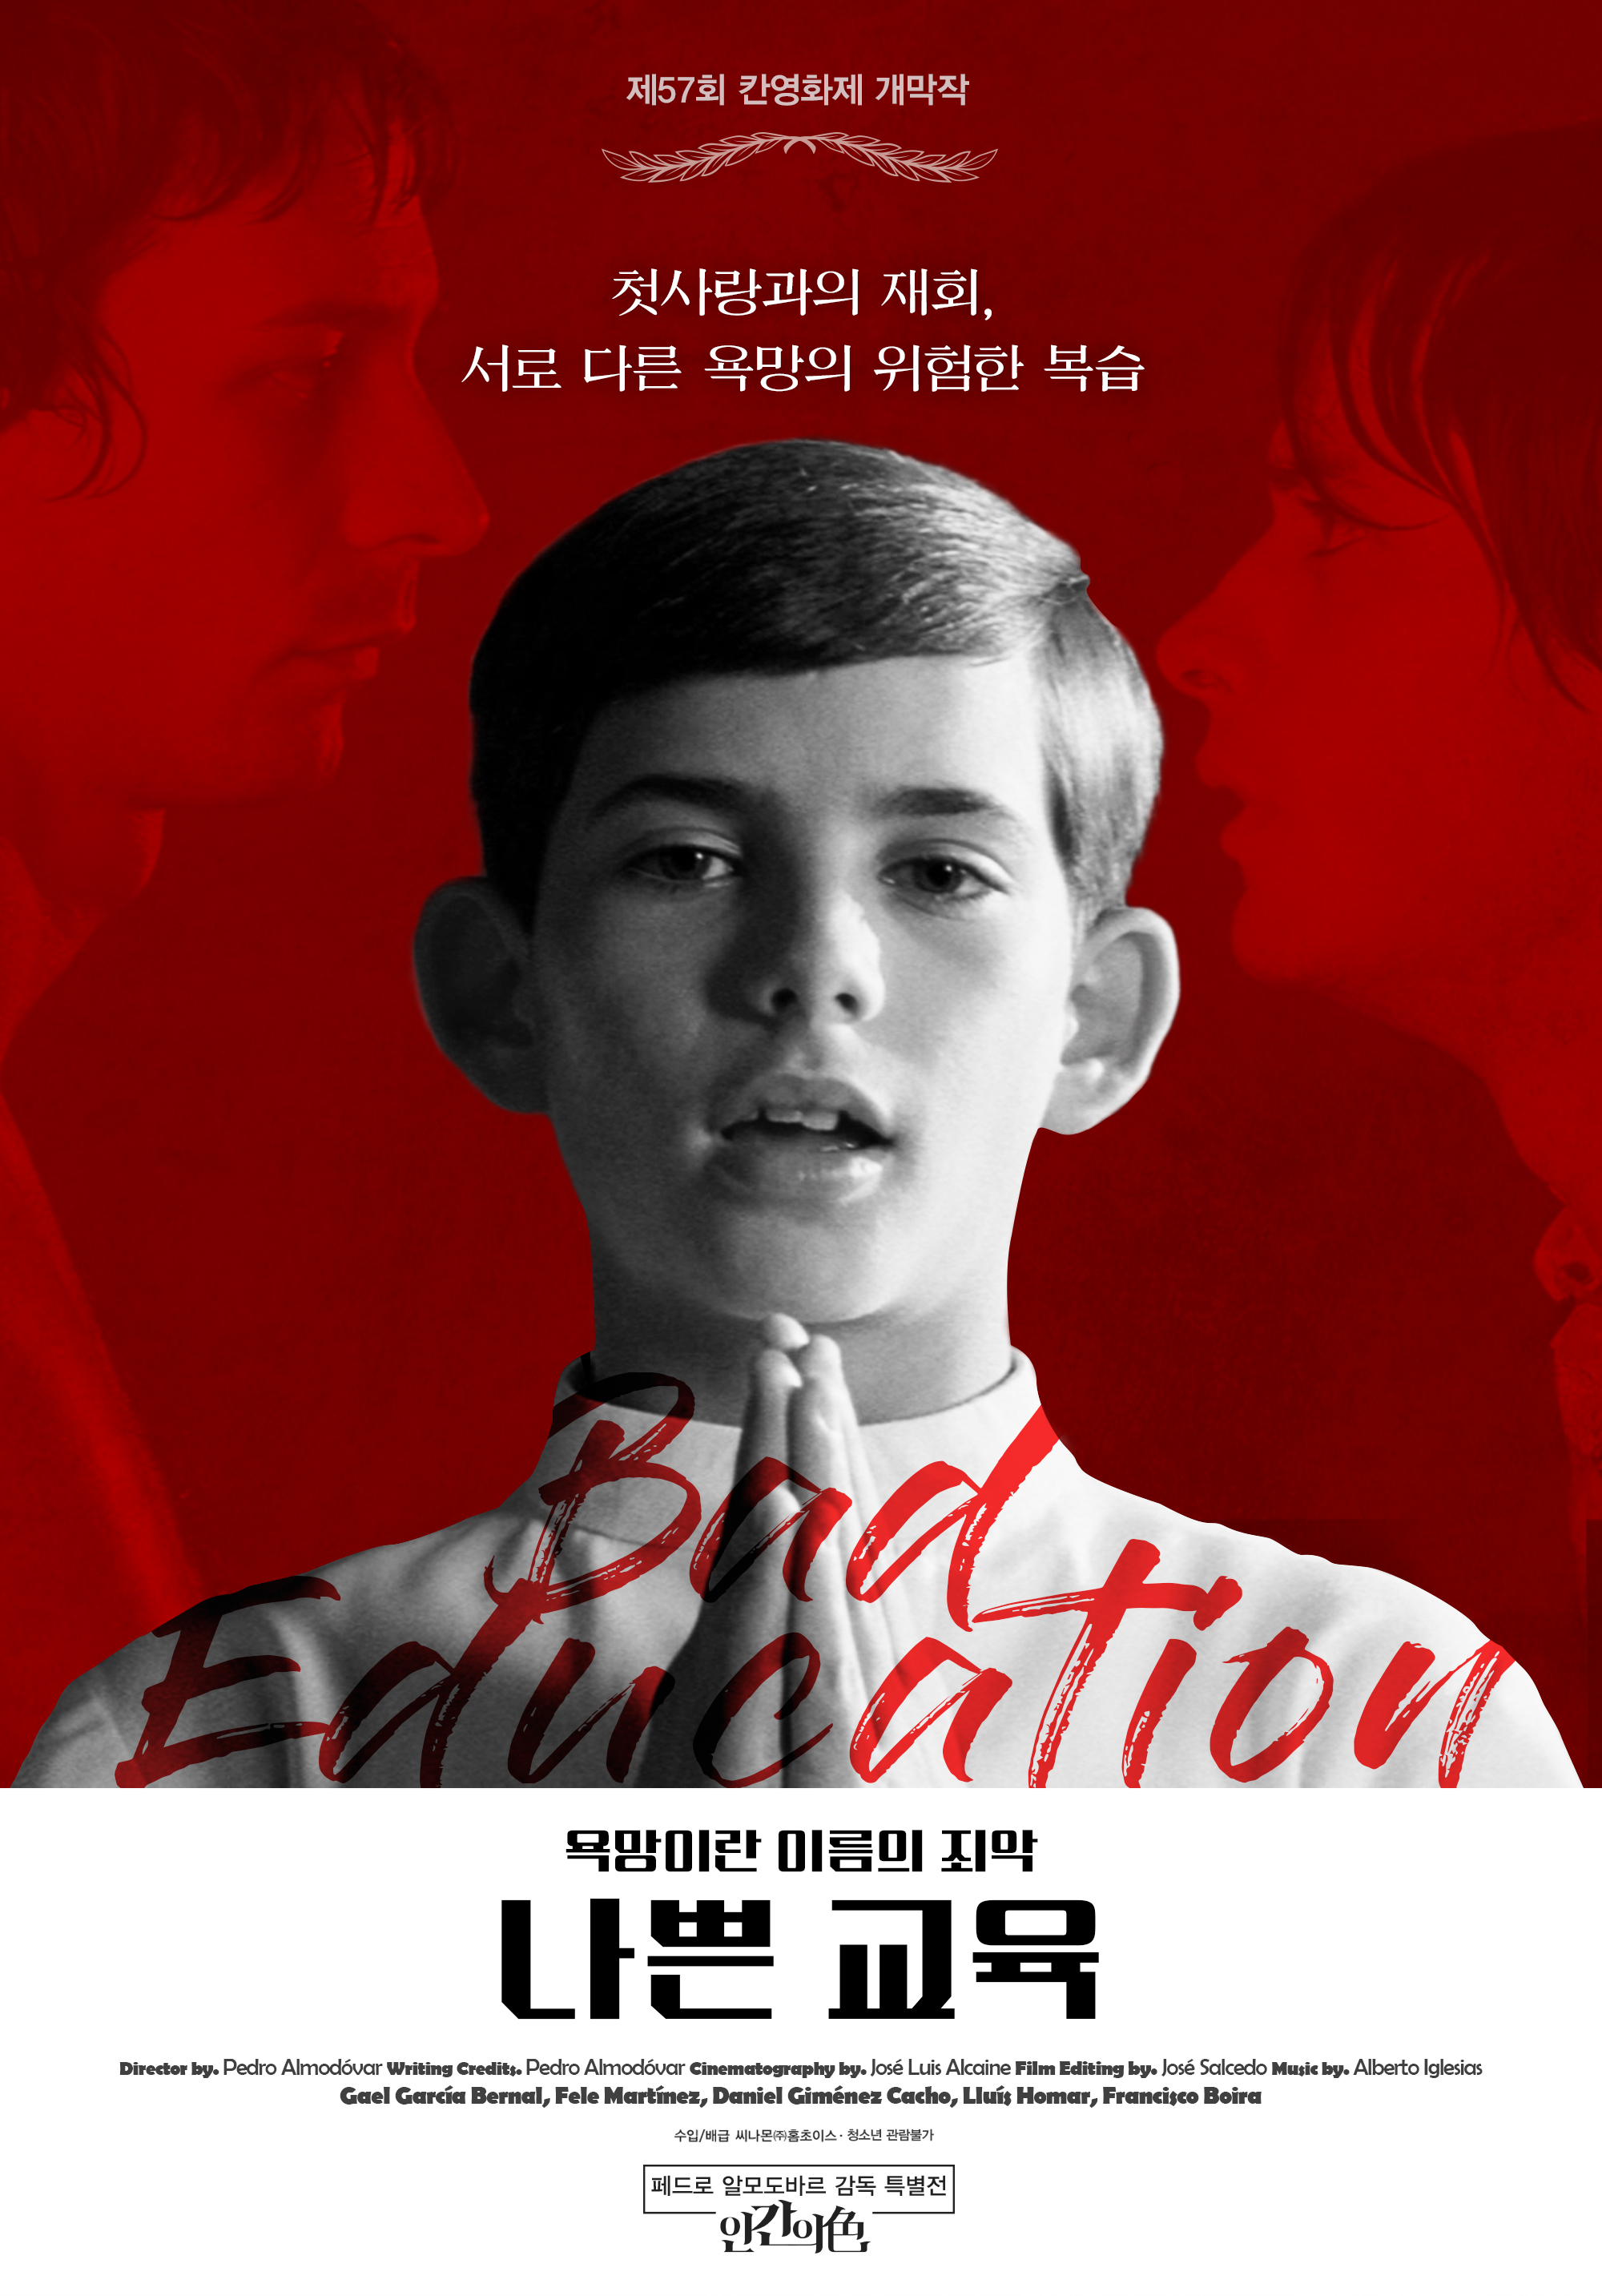 제57회 칸영화제 개막작
첫사랑과의 재회,
서로 다른 욕망의 위험한 복습
Bad
Education
욕망이란 이름의 죄악
나쁜 교육
Director by. Pedro Almodóvar Writing Credits. Pedro Almodóvar Cinematography by. José Luis Alcaine Film Editing by. José Salcedo Music by. Alberto Iglesias
Gael García Bernal, Fele Martínez, Daniel Giménez Cacho, Lluís Homar, Francisco Boira
수입/배급 씨나몬㈜홈초이스 · 청소년 관람불가
페드로 알모도바르 감독 특별전
인간의色